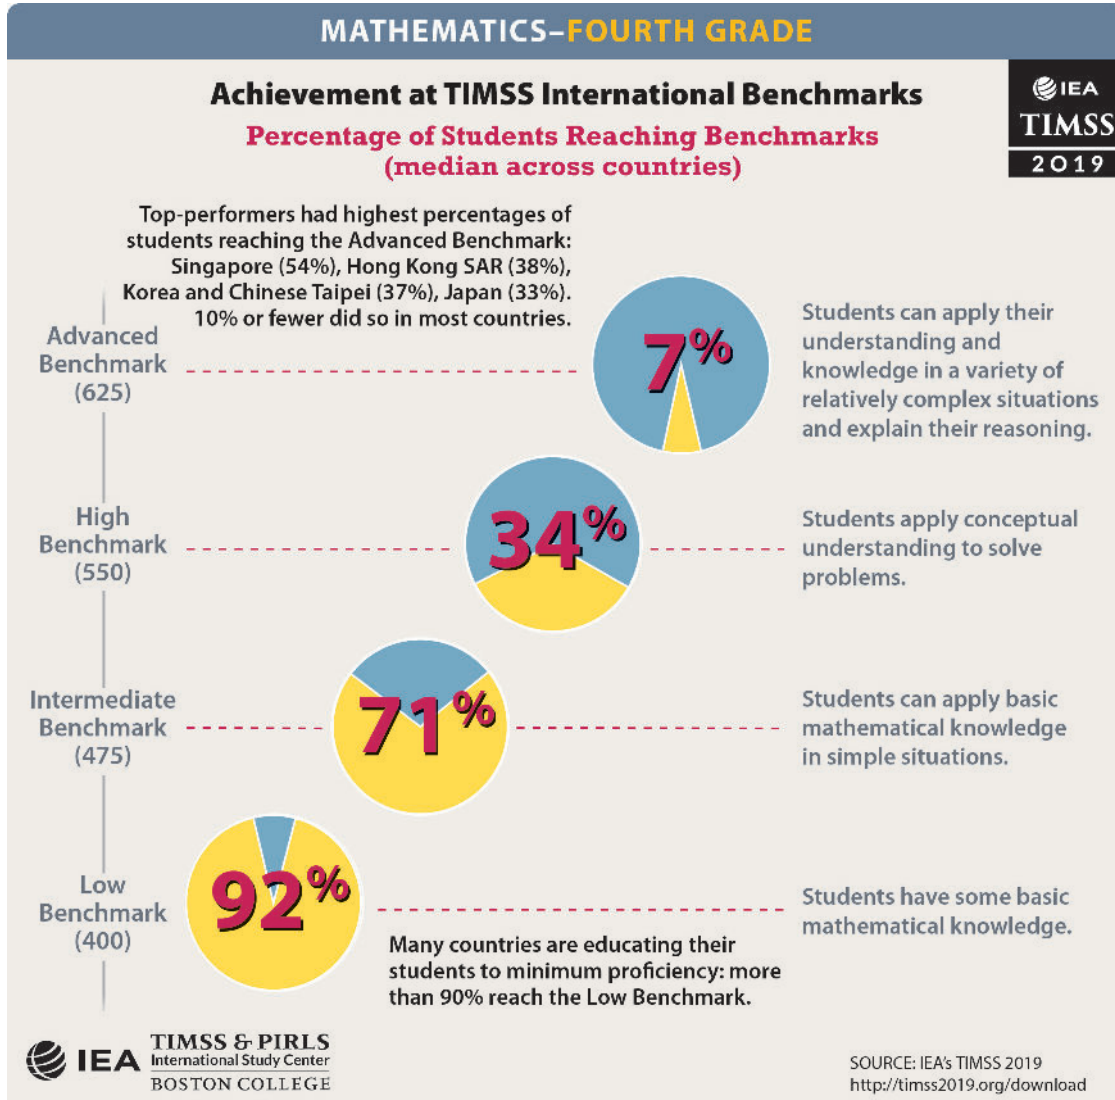 MATHEMATICS–FOURTH GRADE
Achievement at TIMSS International Benchmarks
Percentage of Students Reaching Benchmarks
(median across countries)
IEA
TIMSS
2019
Top-performers had highest percentages of
students reaching the Advanced Benchmark:
Singapore (54%), Hong Kong SAR (38%),
Korea and Chinese Taipei (37%), Japan (33%).
10% or fewer did so in most countries.
Advanced
Benchmark
(625)
7%
Students can apply their
understanding and
knowledge in a variety of
relatively complex situations
and explain their reasoning.
High
Benchmark
(550)
34%
Students apply conceptual
understanding to solve
problems.
Intermediate
Benchmark
(475)
71%
Students can apply basic
mathematical knowledge
in simple situations.
Low
Benchmark
(400)
92%
Students have some basic
mathematical knowledge.
Many countries are educating their
students to minimum proficiency: more
than 90% reach the Low Benchmark.
IEA
TIMSS & PIRLS
International Study Center
BOSTON COLLEGE
SOURCE: IEA's TIMSS 2019
http://timss2019.org/download